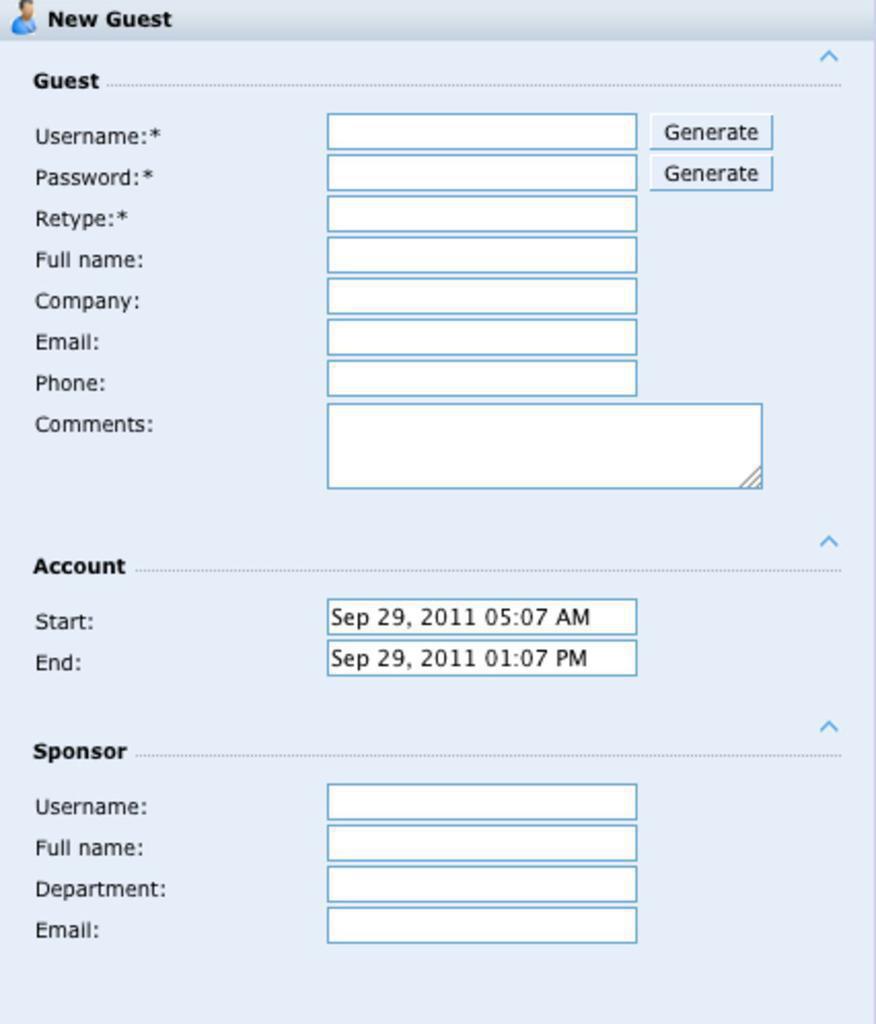 New Guest
Guest
Username:* Generate
Password:* Generate
Retype:*
Full name:
Company:
Email:
Phone:
Comments:
Account
Start: Sep 29, 2011 05:07 AM
End: Sep 29, 2011 01:07 PM
Sponsor
Username:
Full name:
Department:
Email: